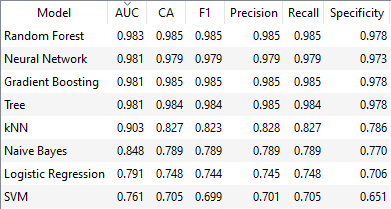 Model AUC CA F1 Precision Recall Specificity
Random Forest 0.983 0.985 0.985 0.985 0.985 0.978
Neural Network 0.981 0.979 0.979 0.979 0.979 0.973
Gradient Boosting 0.981 0.985 0.985 0.985 0.985 0.978
Tree 0.981 0.984 0.984 0.985 0.984 0.978
kNN 0.903 0.827 0.823 0.828 0.827 0.786
Naive Bayes 0.848 0.789 0.789 0.789 0.789 0.770
Logistic Regression 0.791 0.748 0.744 0.745 0.748 0.706
SVM 0.761 0.705 0.699 0.701 0.705 0.651